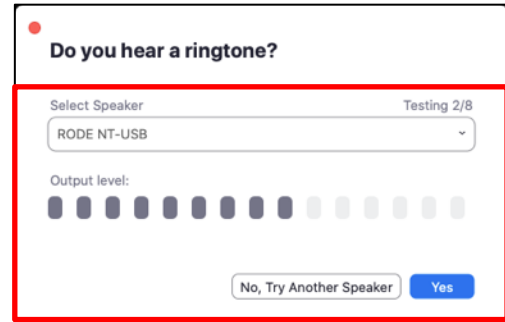 Do you hear a ringtone?
Select Speaker Testing 2/8
RODE NT-USB
Output level:
No, Try Another Speaker Yes